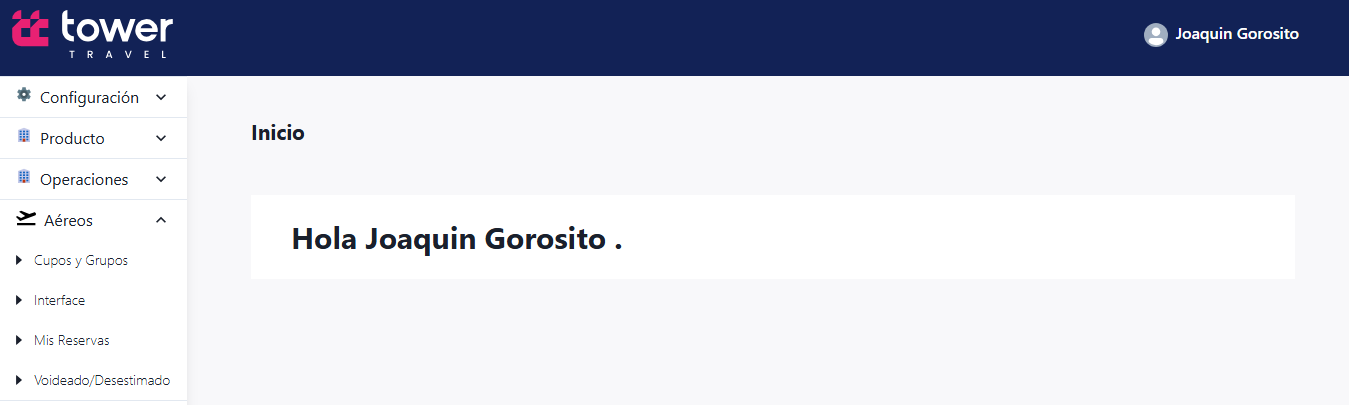 tower
TRAVEL
Joaquin Gorosito
Configuración
Producto
Operaciones
Aéreos
Cupos y Grupos
Interface
Mis Reservas
Voideado/Desestimado
Inicio
Hola Joaquin Gorosito .